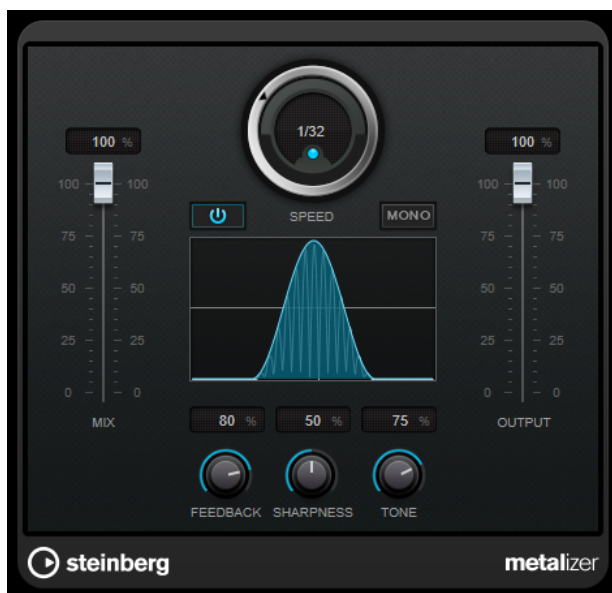 1/32
100 %
100 %
SPEED
MONO
100 100
75 75
50 50
25 25
0 0
MIX
100 100
75 75
50 50
25 25
0 0
OUTPUT
80 %
50 %
75 %
FEEDBACK
SHARPNESS
TONE
steinberg
metalizer